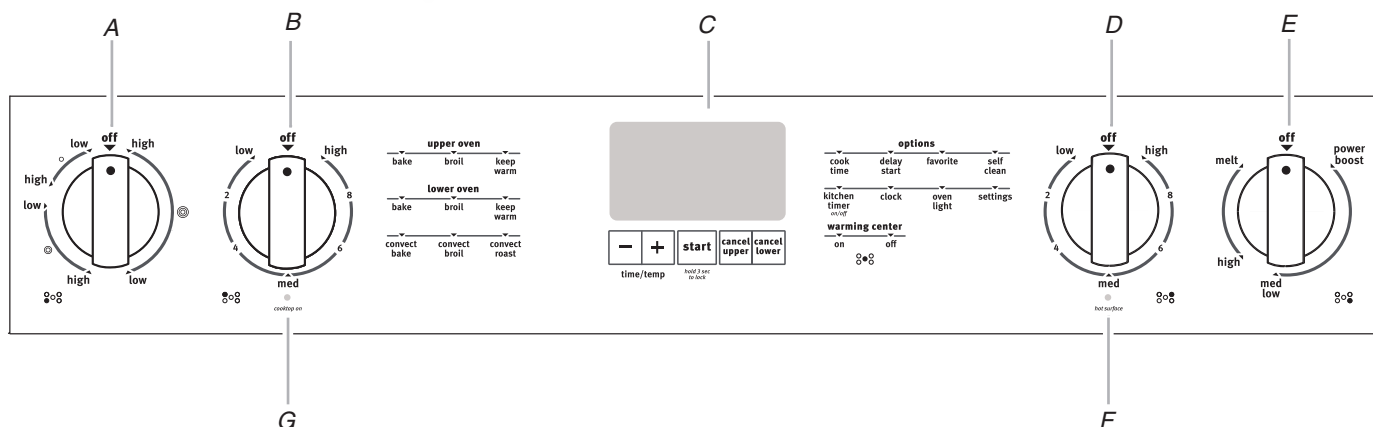 A
B
C
D
E
off
low
high
high
low
high
low
off
low
high
2
8
4
6
med
cooktop on
upper oven
bake broil keep warm
lower oven
bake broil keep warm
convect bake convect broil convect roast
− +
time/temp
start
hold 3 sec
to lock
cancel upper
cancel lower
options
cook time delay start favorite self clean
kitchen timer clock oven light settings
on/off
warming center
on off
off
low
high
2
8
4
6
med
hot surface
off
melt
power boost
high
med low
G
F